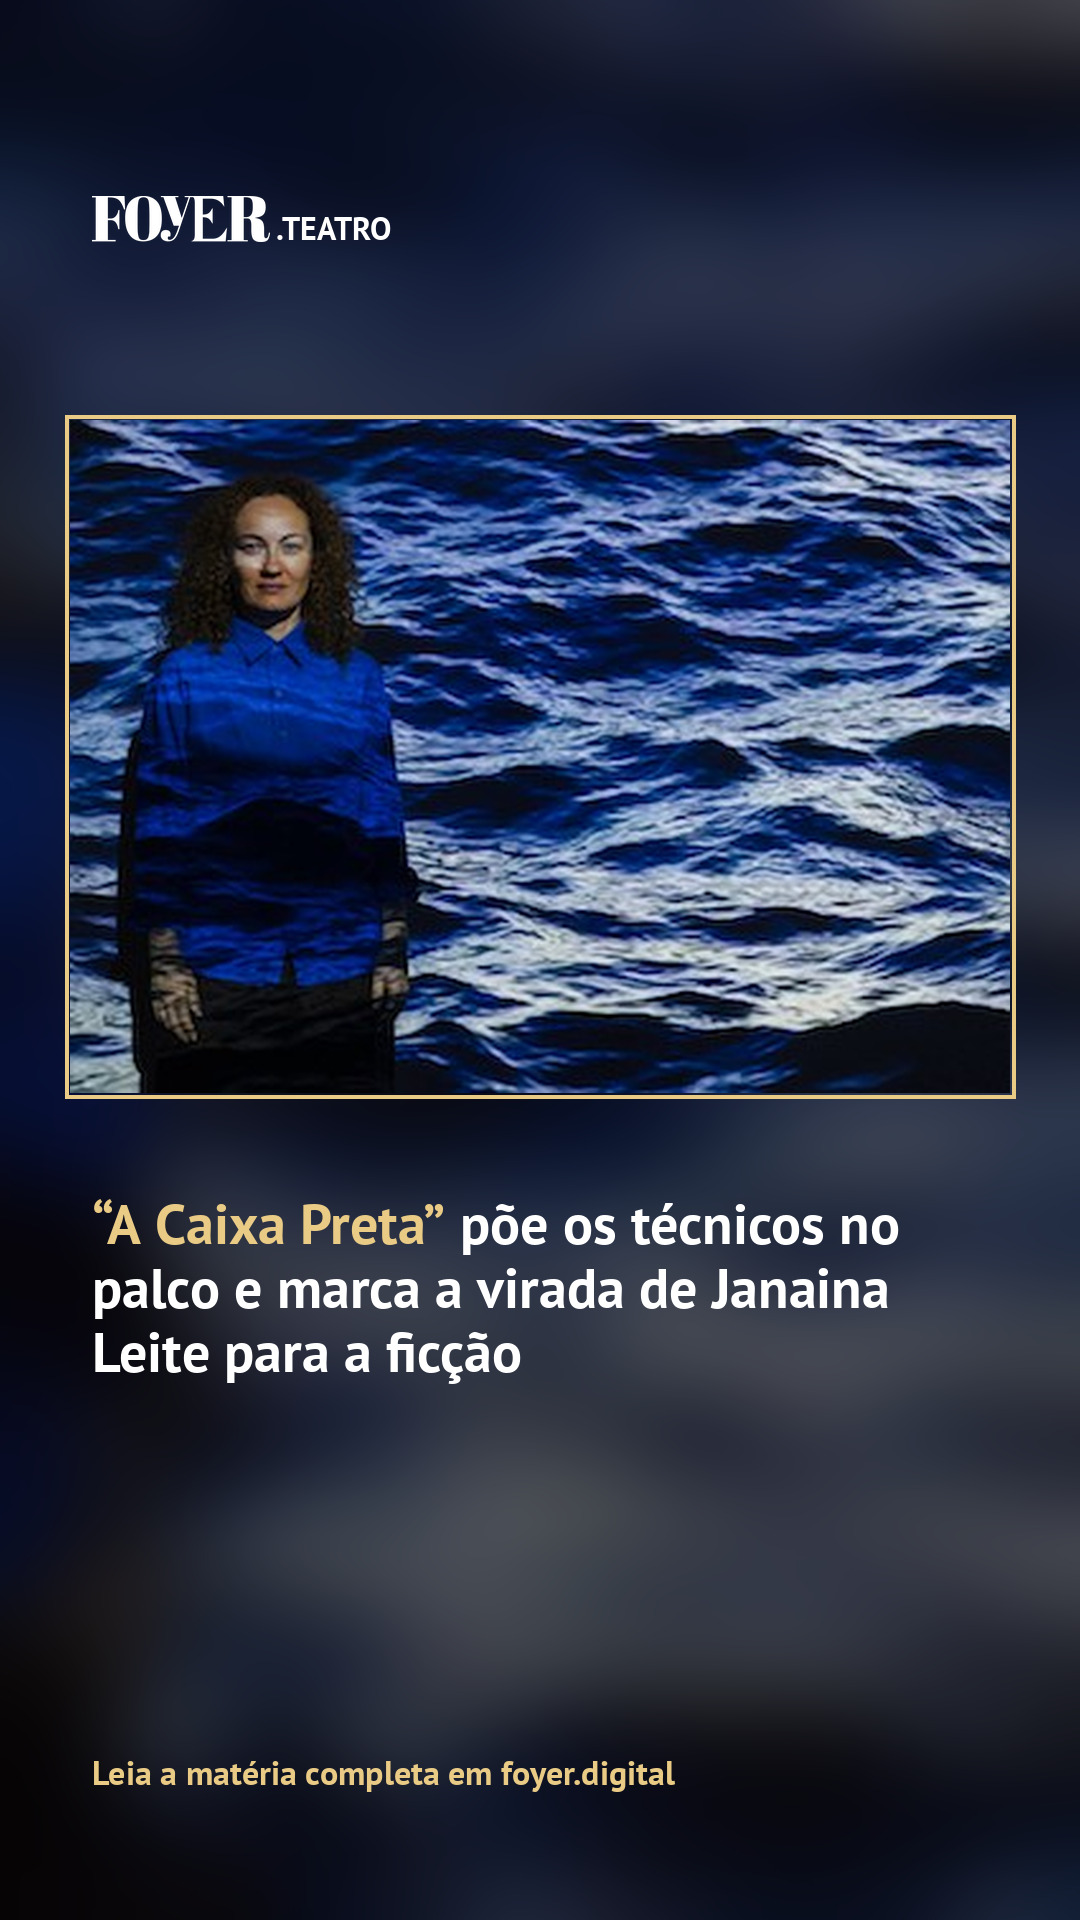 FOYER .TEATRO
“A Caixa Preta” põe os técnicos no
palco e marca a virada de Janaina
Leite para a ficção
Leia a matéria completa em foyer.digital